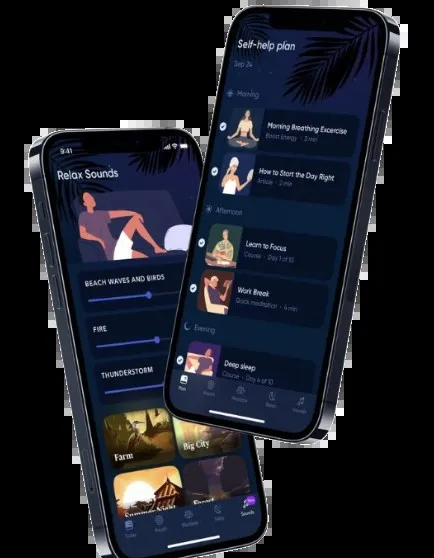 Self-help plan
Sep 24
Morning
Morning Breathing Excercise
Boost Energy · 3 min
How to Start the Day Right
Article · 2 min
Afternoon
Learn to Focus
Course · Day 1 of 10
Work Break
Quick meditation · 4 min
Evening
Deep sleep
Course · Day 4 of 10
Plan
Sleep
Sounds
9:41
Relax Sounds
BEACH WAVES AND BIRDS
FIRE
THUNDERSTORM
Farm
Big City
Summer Night
Forest
Sounds